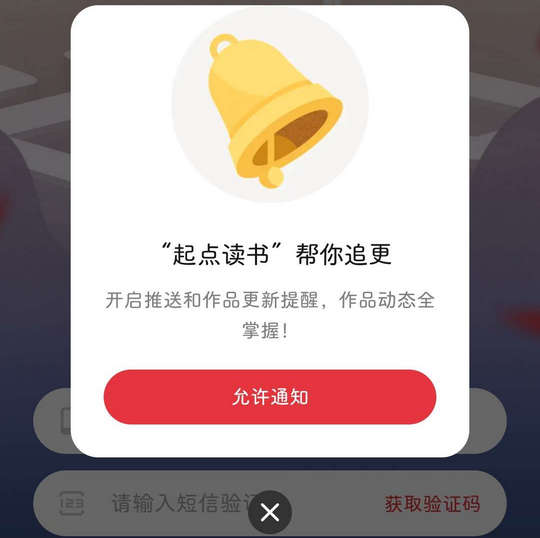 “起点读书”帮你追更
开启推送和作品更新提醒，作品动态全
掌握！
允许通知
123
请输入短信验
获取验证码